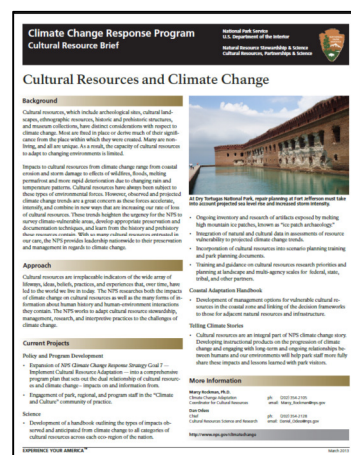 Climate Change Response Program
Cultural Resource Brief
National Park Service
U.S. Department of the Interior
Natural Resource Stewardship & Science
Cultural Resources, Partnerships & Science
Cultural Resources and Climate Change
Background
Cultural resources, which include archeological sites, cultural land-
scapes, ethnographic resources, historic and prehistoric structures,
and museum collections, have distinct considerations with respect to
climate change. Most are fixed in place or derive much of their signifi-
cance from the place within which they were created. Many are non-
living, and all are unique. As a result, the capacity of cultural resources
to adapt to changing environments is limited.
Impacts to cultural resources from climate change range from coastal
erosion and storm damage to effects of wildfires, floods, melting
permafrost and more rapid deterioration due to changing rain and
temperature patterns. Cultural resources have always been subject to
these types of environmental forces. However, observed and projected
climate change trends are a great concern as these forces accelerate,
intensify, and combine in new ways that are increasing our rate of loss
of cultural resources. These trends heighten the urgency for the NPS to
survey climate-vulnerable areas, develop appropriate preservation and
documentation techniques, and learn from the history and prehistory
these resources contain. With so many cultural resources entrusted in
our care, the NPS provides leadership nationwide to their preservation
and management in regards to climate change.
Approach
Cultural resources are irreplaceable indicators of the wide array of
lifeways, ideas, beliefs, practices, and experiences that, over time, have
led to the world we live in today. The NPS researches both the impacts
of climate change on cultural resources as well as the many forms of in-
formation about human history and human-environment interactions
they contain. The NPS works to adapt cultural resource stewardship,
management, research, and interpretive practices to the challenges of
climate change.
Current Projects
Policy and Program Development
• Expansion of NPS Climate Change Response Strategy Goal 7 —
Implement Cultural Resource Adaptation — into a comprehensive
program plan that sets out the dual relationship of cultural resourc-
es and climate change - impacts on and information from.
• Engagement of park, regional, and program staff in the "Climate
and Culture" community of practice.
Science
• Development of a handbook outlining the types of impacts ob-
served and anticipated from climate change to all categories of
cultural resources across each eco-region of the nation.
At Dry Tortugas National Park, repair planning at Fort Jefferson must take
into account projected sea level rise and increased storm intensity.
• Ongoing inventory and research of artifacts exposed by melting
high mountain ice patches, known as "ice patch archeology"
• Integration of natural and cultural data in assessments of resource
vulnerability to projected climate change trends.
• Incorporation of cultural resources into scenario planning training
and park planning documents.
• Training and guidance on cultural resources research priorities and
planning at landscape and multi-agency scales for federal, state,
tribal, and other partners.
Coastal Adaptation Handbook
• Development of management options for vulnerable cultural re-
sources in the coastal zone and linking of the decision frameworks
to those for adjacent natural resources and infrastructure.
Telling Climate Stories
• Cultural resources are an integral part of NPS climate change story.
Developing international products on the progression of climate
change and engaging with long-term and ongoing relationships be-
tween humans and our environments will help park staff more fully
share these impacts and lessons learned with park visitors.
More Information
Marcy Rockman, Ph.D.
Climate Change Adaptation
Coordinator for Cultural Resources
email: Marcy_Rockman@nps.gov
Dan Odess
Chief
Cultural Resources Science and Research
email: Daniel_Odess@nps.gov
http://www.nps.gov/climatechange
EXPERIENCE YOUR AMERICA™
March 2013